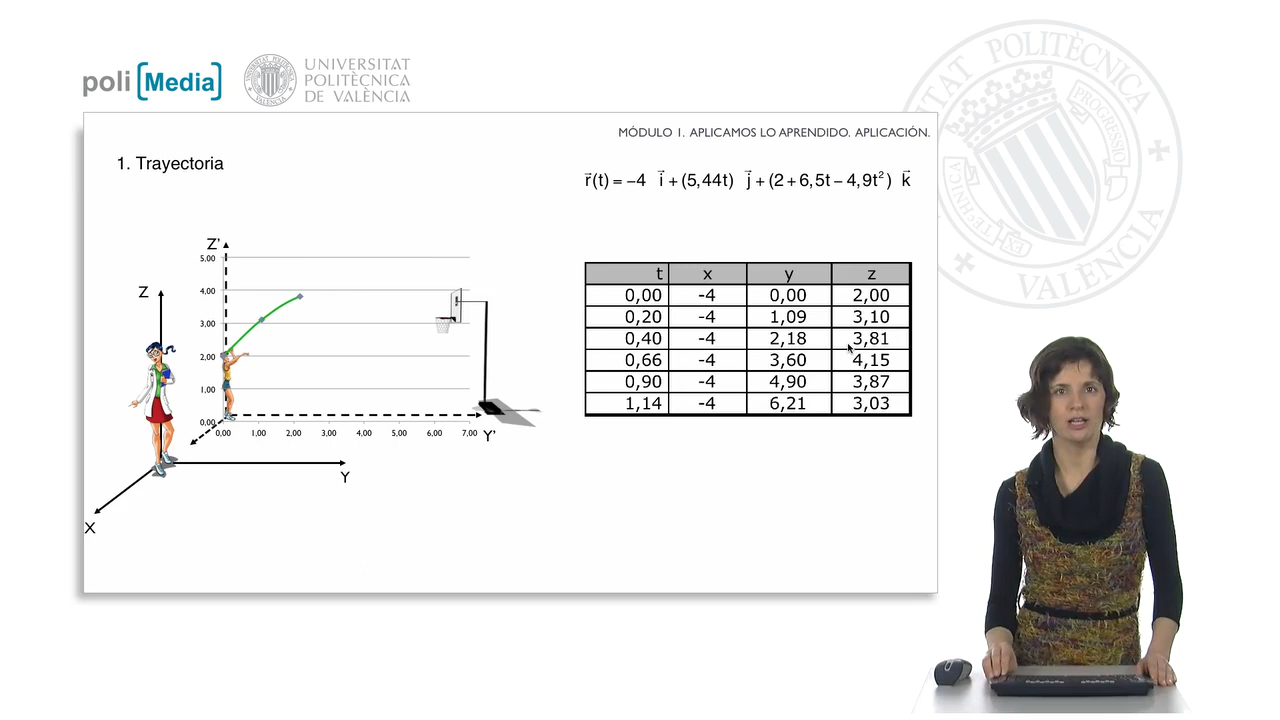 poli [Media]
UNIVERSITAT
POLITÈCNICA
DE VALÈNCIA
MÓDULO 1. APLICAMOS LO APRENDIDO. APLICACIÓN.
1. Trayectoria
r⃗(t) = −4 i⃗ + (5,44t) j⃗ + (2 + 6,5t − 4,9t²) k⃗
Z'
5,00
4,00
3,00
2,00
1,00
0,00
0,00 1,00 2,00 3,00 4,00 5,00 6,00 7,00
Y'
Z
Y
X
t x y z
0,00 -4 0,00 2,00
0,20 -4 1,09 3,10
0,40 -4 2,18 3,81
0,66 -4 3,60 4,15
0,90 -4 4,90 3,87
1,14 -4 6,21 3,03
POLITÈCNICA
VALÈNCIA